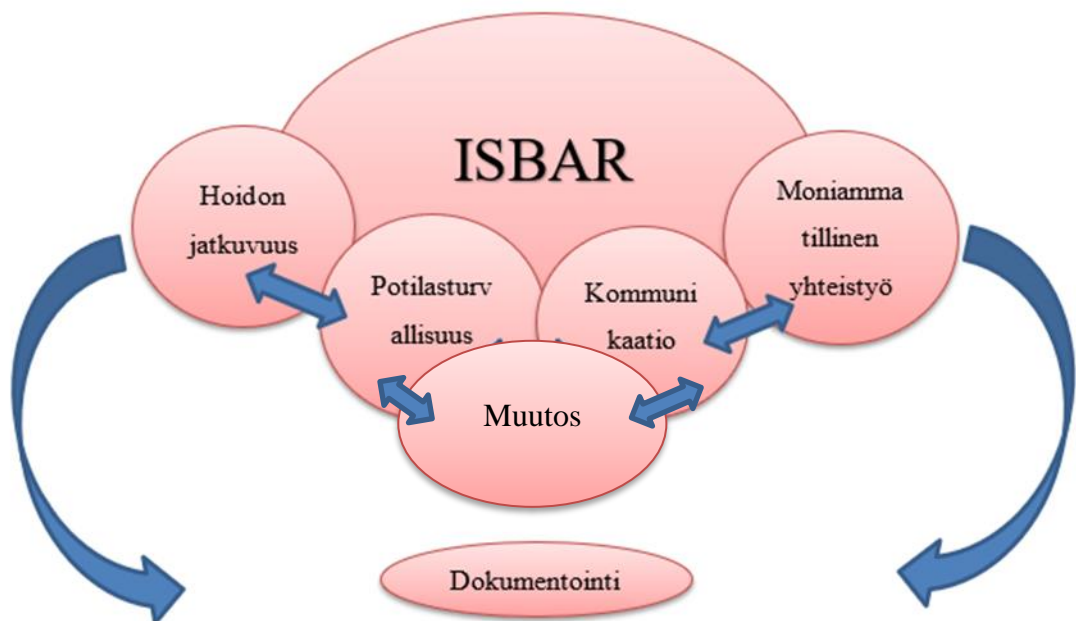 ISBAR
Hoidon
jatkuvuus
Moniamma
tillinen
yhteistyö
Potilasturv
allisuus
Kommuni
kaatio
Muutos
Dokumentointi